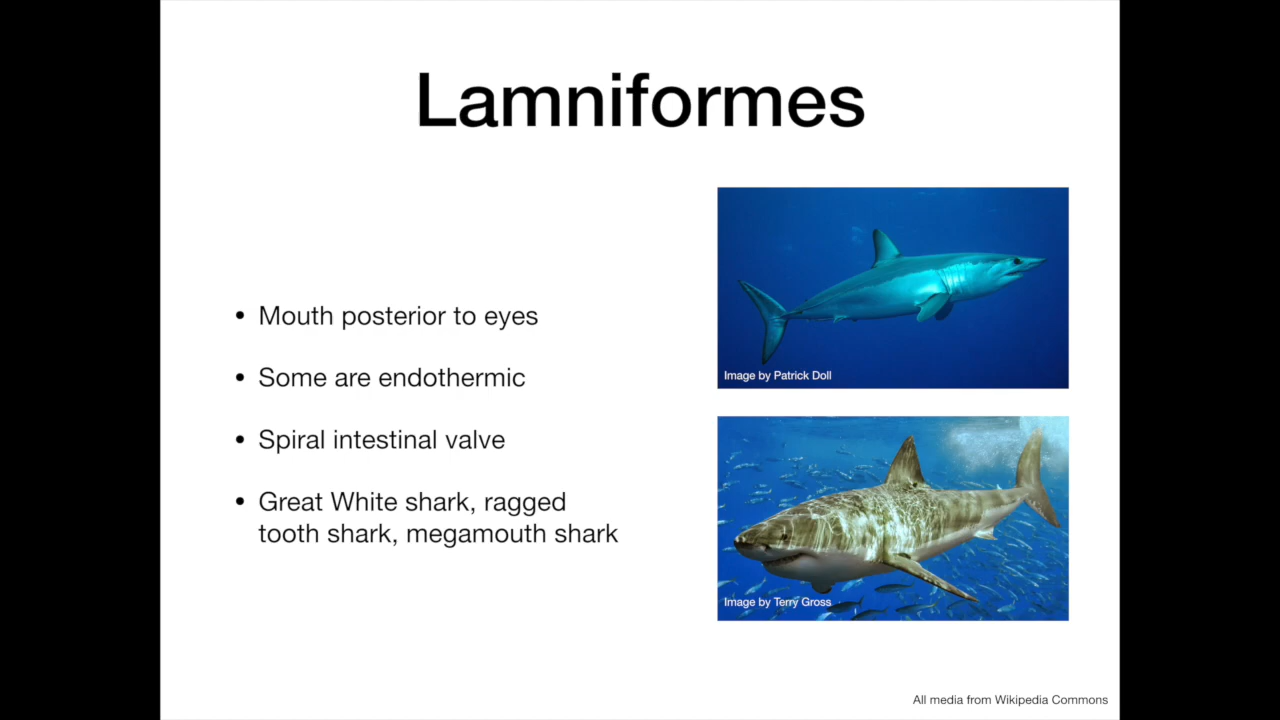 Lamniformes
• Mouth posterior to eyes
• Some are endothermic
• Spiral intestinal valve
• Great White shark, ragged
tooth shark, megamouth shark
Image by Patrick Doll
Image by Terry Gross
All media from Wikipedia Commons